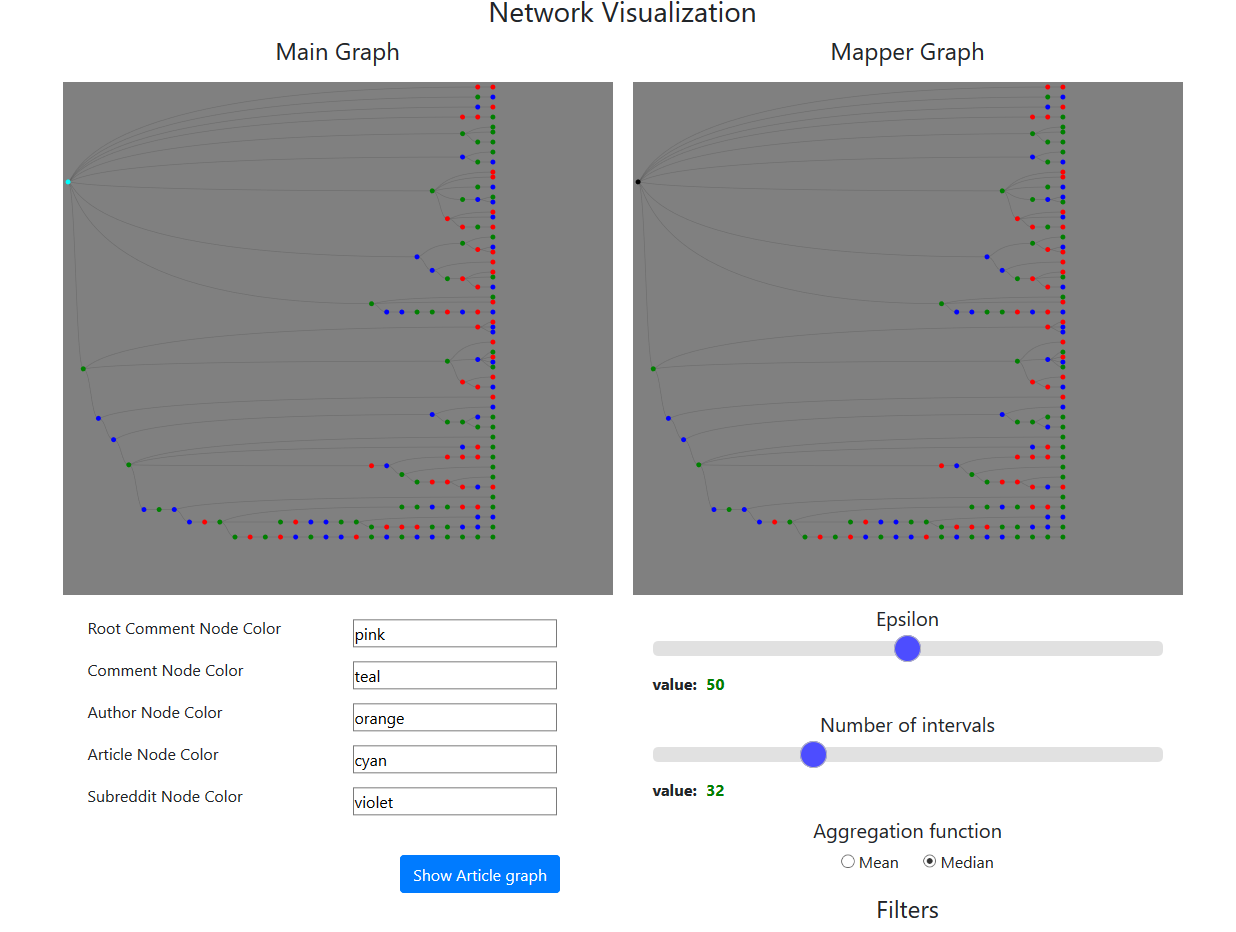 Network Visualization
Main Graph
Mapper Graph
Root Comment Node Color
pink
Comment Node Color
teal
Author Node Color
orange
Article Node Color
cyan
Subreddit Node Color
violet
Show Article graph
Epsilon
value: 50
Number of intervals
value: 32
Aggregation function
Mean
Median
Filters